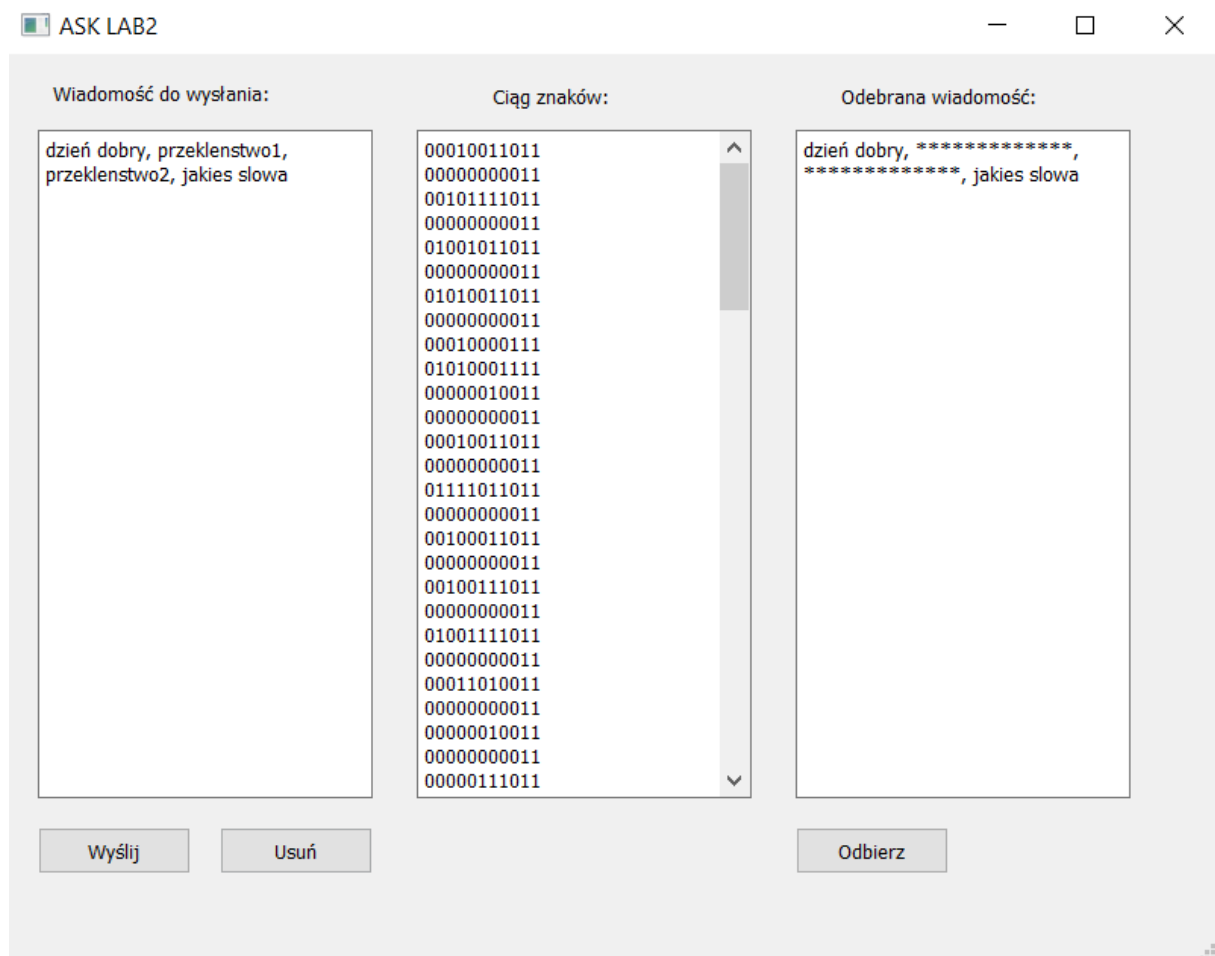 ASK LAB2
Wiadomość do wysłania:
dzień dobry, przeklenstwo1,
przeklenstwo2, jakies slowa
Ciąg znaków:
00010011011
00000000011
00101111011
00000000011
01001011011
00000000011
01010011011
00000000011
00010000111
01010001111
00000010011
00000000011
00010011011
00000000011
01111011011
00000000011
00100011011
00000000011
00100111011
00000000011
01001111011
00000000011
00011010011
00000000011
00000010011
00000000011
00000111011
Odebrana wiadomość:
dzień dobry, *************,
*************, jakies slowa
Wyślij
Usuń
Odbierz